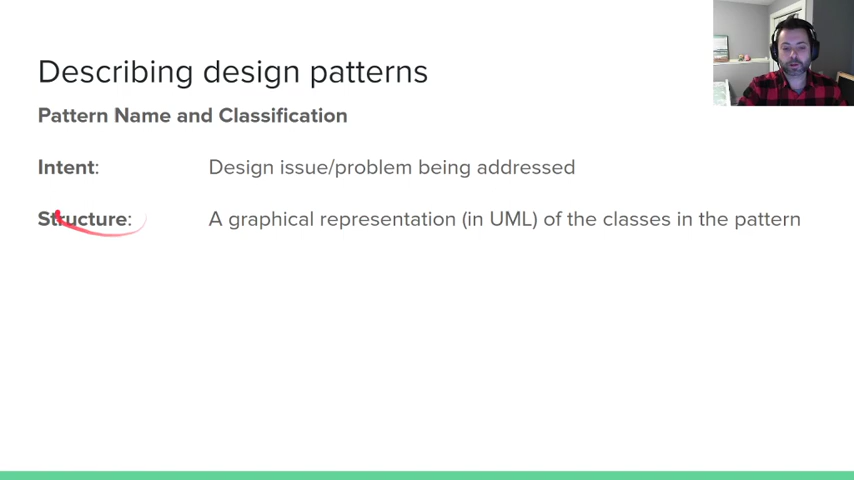 Describing design patterns
Pattern Name and Classification
Intent: Design issue/problem being addressed
Structure: A graphical representation (in UML) of the classes in the pattern